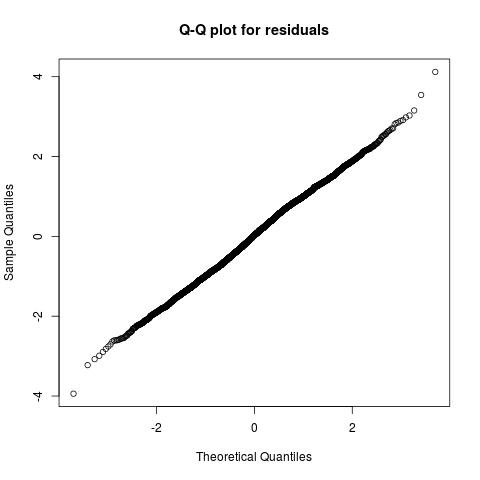 Q-Q plot for residuals
Sample Quantiles
4
2
0
-2
-4
-2 0 2
Theoretical Quantiles